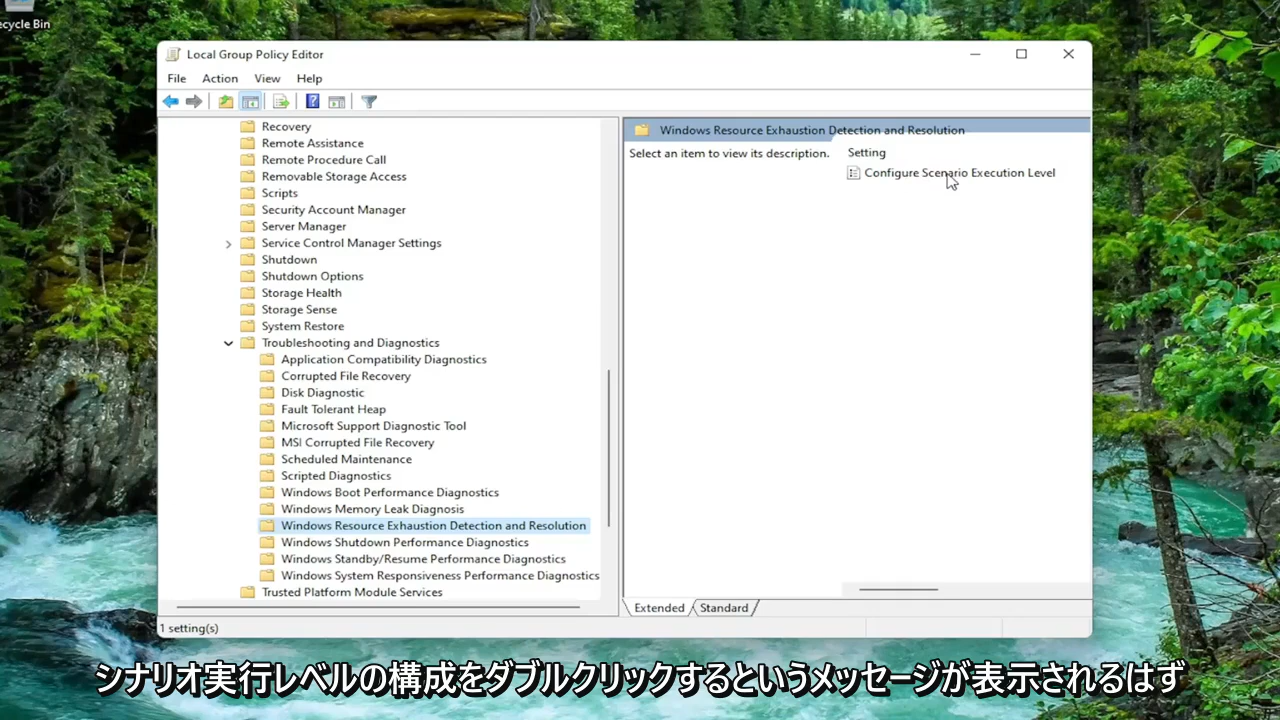 ecycle Bin
Local Group Policy Editor
File Action View Help
Recovery
Remote Assistance
Remote Procedure Call
Removable Storage Access
Scripts
Security Account Manager
Server Manager
Service Control Manager Settings
Shutdown
Shutdown Options
Storage Health
Storage Sense
System Restore
Troubleshooting and Diagnostics
Application Compatibility Diagnostics
Corrupted File Recovery
Disk Diagnostic
Fault Tolerant Heap
Microsoft Support Diagnostic Tool
MSI Corrupted File Recovery
Scheduled Maintenance
Scripted Diagnostics
Windows Boot Performance Diagnostics
Windows Memory Leak Diagnosis
Windows Resource Exhaustion Detection and Resolution
Windows Shutdown Performance Diagnostics
Windows Standby/Resume Performance Diagnostics
Windows System Responsiveness Performance Diagnostics
Trusted Platform Module Services
Windows Resource Exhaustion Detection and Resolution
Select an item to view its description.
Setting
Configure Scenario Execution Level
Extended Standard
1 setting(s)
シナリオ実行レベルの構成をダブルクリックするというメッセージが表示されるはず